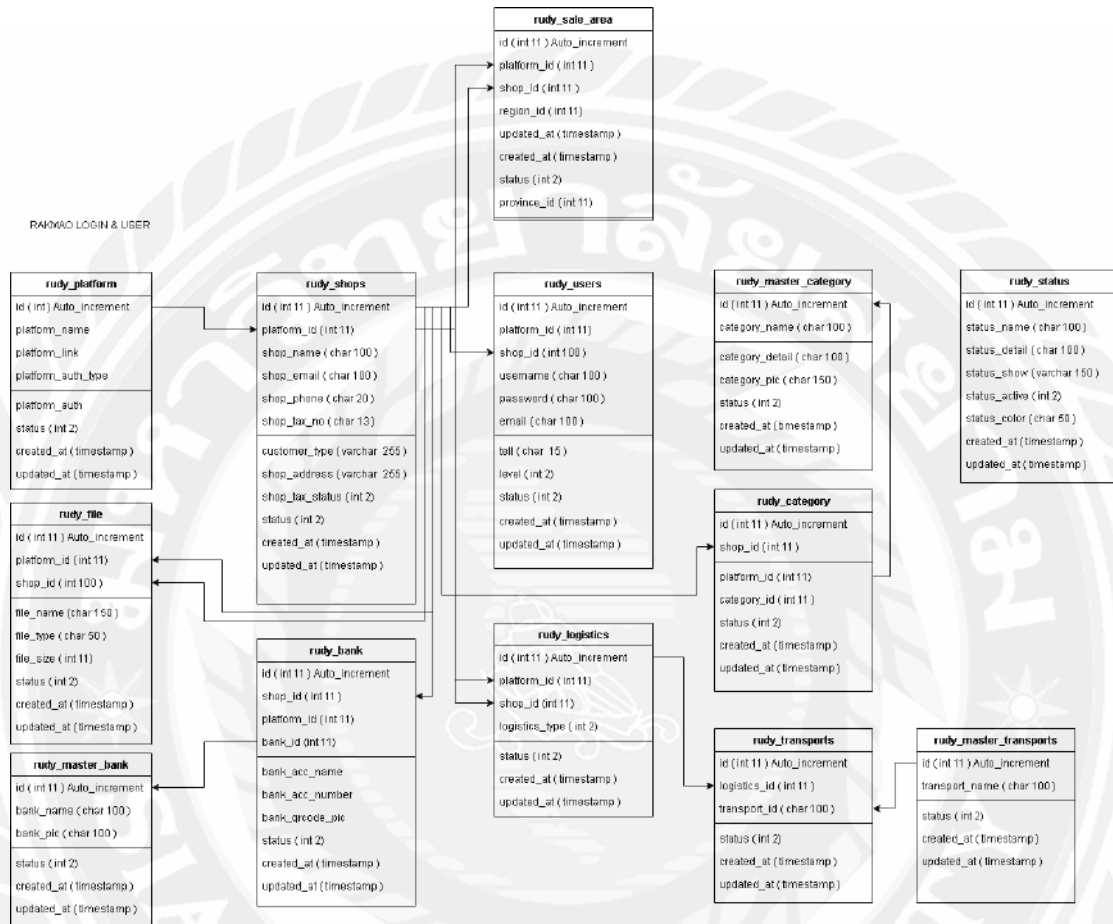 rudy_sale_area
id ( int 11 ) Auto_increment
platform_id ( int 11 )
shop_id ( int 11 )
region_id ( int 11)
updated_at ( timestamp )
created_at ( timestamp )
status ( int 2)
province_id ( int 11)
RAKMAO LOGIN & USER
rudy_platform
id ( int ) Auto_increment
platform_name
platform_link
platform_auth_type
platform_auth
status ( int 2)
created_at ( timestamp )
updated_at ( timestamp )
rudy_shops
id ( int 11 ) Auto_increment
platform_id ( int 11)
shop_name ( char 100 )
shop_email ( char 100 )
shop_phone ( char 20 )
shop_tax_no ( char 13 )
customer_type ( varchar 255 )
shop_address ( varchar 255 )
shop_tax_status ( int 2 )
status ( int 2 )
created_at ( timestamp )
updated_at ( timestamp )
rudy_users
id ( int 11 ) Auto_increment
platform_id ( int 11)
shop_id ( int 100 )
username ( char 100 )
password ( char 100 )
email ( char 100 )
tell ( char 15 )
level ( int 2)
status ( int 2)
created_at ( timestamp )
updated_at ( timestamp )
rudy_master_category
id ( int 11 ) Auto_increment
category_name ( char 100 )
category_detail ( char 100 )
category_pic ( char 150 )
status ( int 2)
created_at ( timestamp )
updated_at ( timestamp )
rudy_status
id ( int 11 ) Auto_increment
status_name ( char 100 )
status_detail ( char 100 )
status_show ( varchar 150 )
status_active ( int 2)
status_color ( char 50 )
created_at ( timestamp )
updated_at ( timestamp )
rudy_file
id ( int 11 ) Auto_increment
platform_id ( int 11)
shop_id ( int 100 )
file_name ( char 150 )
file_type ( char 50 )
file_size ( int 11)
status ( int 2)
created_at ( timestamp )
updated_at ( timestamp )
rudy_category
id ( int 11 ) Auto_increment
shop_id ( int 11 )
platform_id ( int 11)
category_id ( int 11 )
status ( int 2)
created_at ( timestamp )
updated_at ( timestamp )
rudy_bank
id ( int 11 ) Auto_increment
shop_id ( int 11 )
platform_id ( int 11)
bank_id (int 11)
bank_acc_name
bank_acc_number
bank_qrcode_pic
status ( int 2)
created_at ( timestamp )
updated_at ( timestamp )
rudy_logistics
id ( int 11 ) Auto_increment
platform_id ( int 11)
shop_id (int 11)
logistics_type ( int 2)
status ( int 2)
created_at ( timestamp )
updated_at ( timestamp )
rudy_master_bank
id ( int 11 ) Auto_increment
bank_name ( char 100 )
bank_pic ( char 100 )
status ( int 2)
created_at ( timestamp )
updated_at ( timestamp )
rudy_transports
id ( int 11 ) Auto_increment
logistics_id ( int 11 )
transport_id ( char 100 )
status ( int 2)
created_at ( timestamp )
updated_at ( timestamp )
rudy_master_transports
id ( int 11 ) Auto_increment
transport_name ( char 100 )
status ( int 2)
created_at ( timestamp )
updated_at ( timestamp )